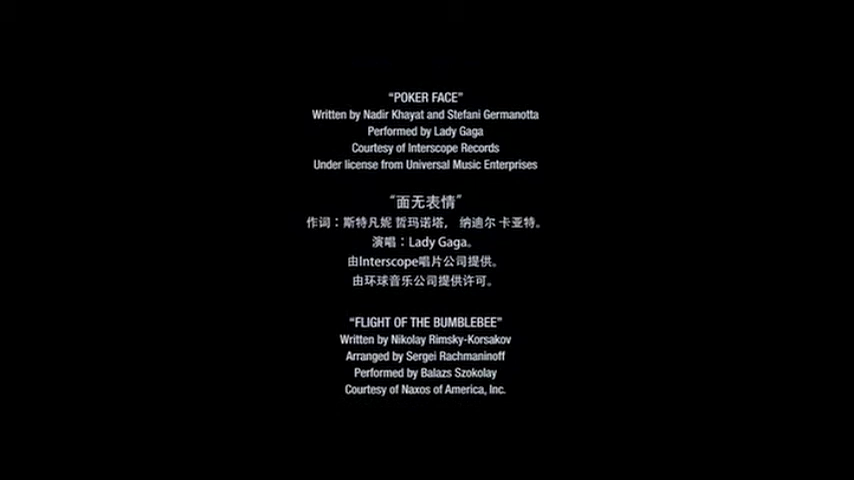 “POKER FACE”
Written by Nadir Khayat and Stefani Germanotta
Performed by Lady Gaga
Courtesy of Interscope Records
Under license from Universal Music Enterprises
“面无表情”
作词：斯特凡妮 哲玛诺塔， 纳迪尔 卡亚特。
演唱：Lady Gaga。
由Interscope唱片公司提供。
由环球音乐公司提供许可。
“FLIGHT OF THE BUMBLEBEE”
Written by Nikolay Rimsky-Korsakov
Arranged by Sergei Rachmaninoff
Performed by Balazs Szokolay
Courtesy of Naxos of America, Inc.